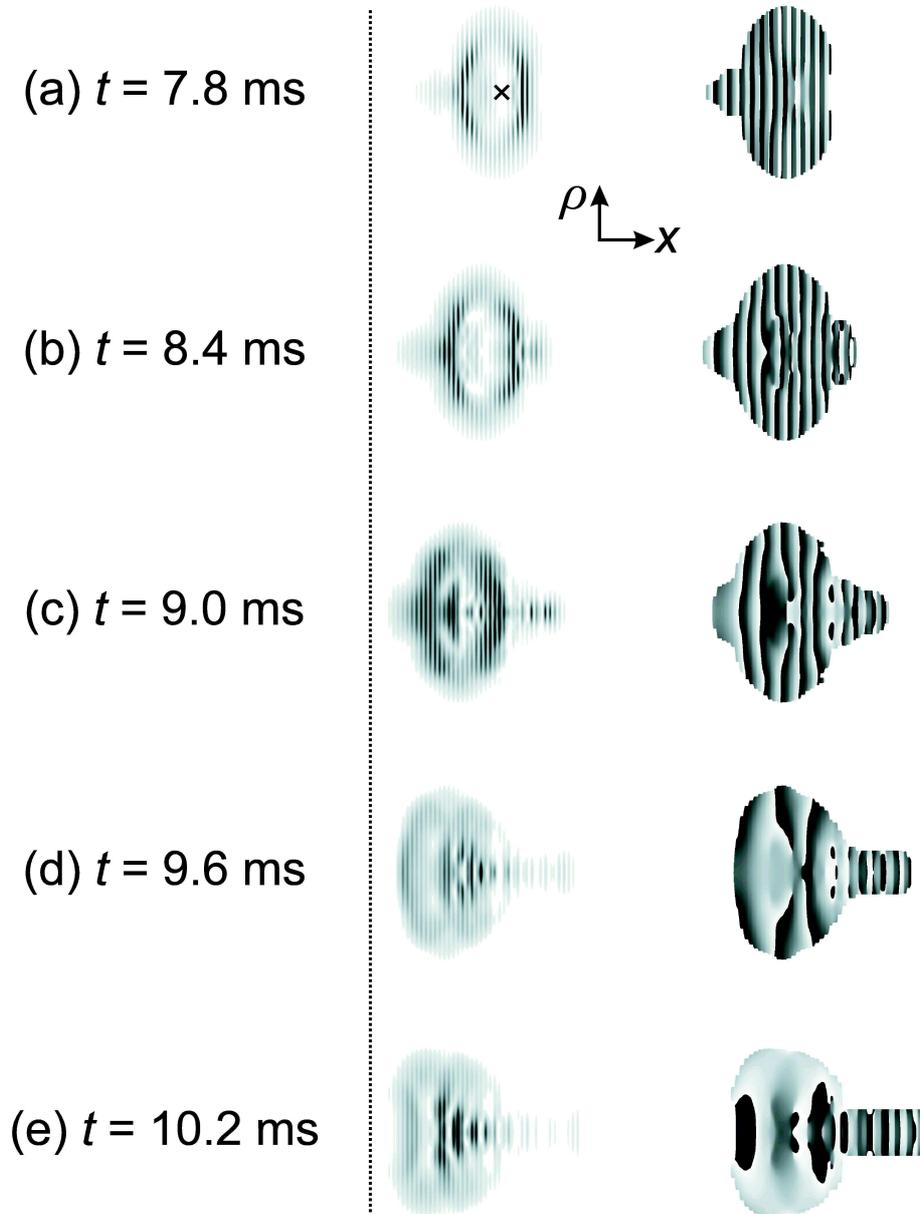 (a) t = 7.8 ms
×
ρ
x
(b) t = 8.4 ms
(c) t = 9.0 ms
(d) t = 9.6 ms
(e) t = 10.2 ms